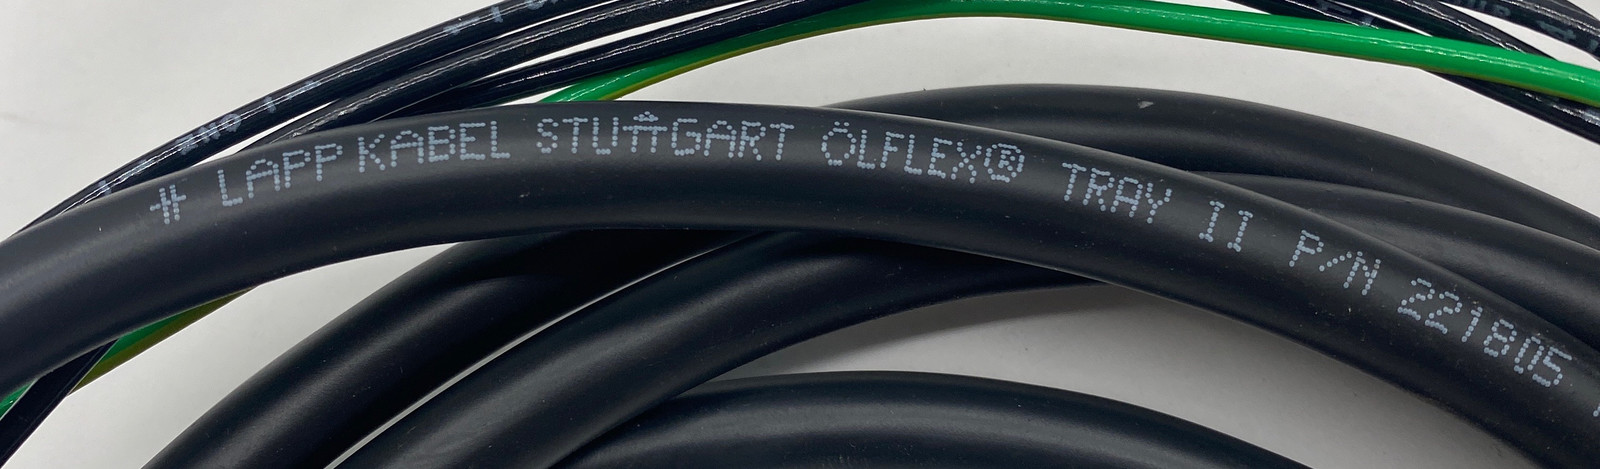 LAPP KABEL STUTTGART ÖLFLEX® TRAY II P/N 221805